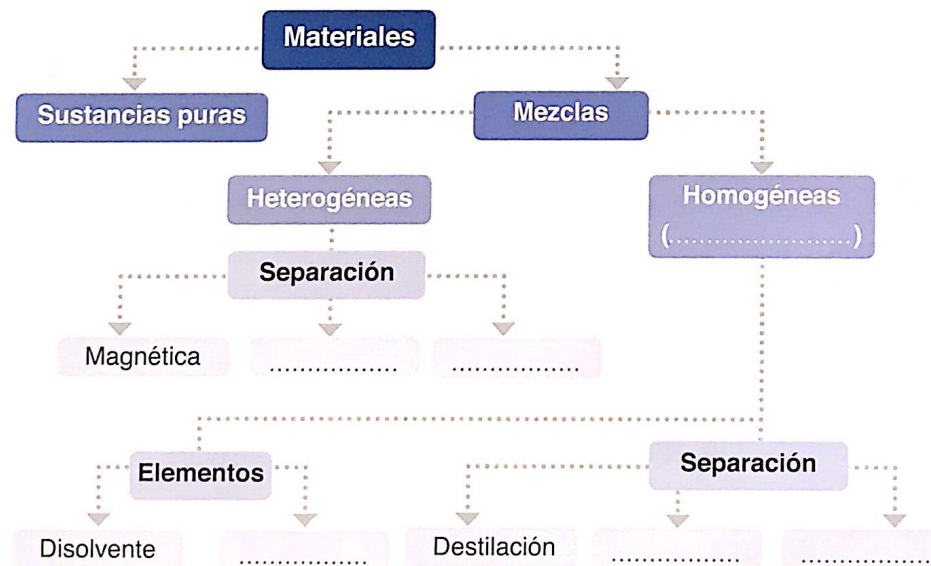 Materiales
Sustancias puras
Mezclas
Heterogéneas
Homogéneas
(........................)
Separación
Magnética
.................
.................
Elementos
Separación
Disolvente
.................
Destilación
.................
.................